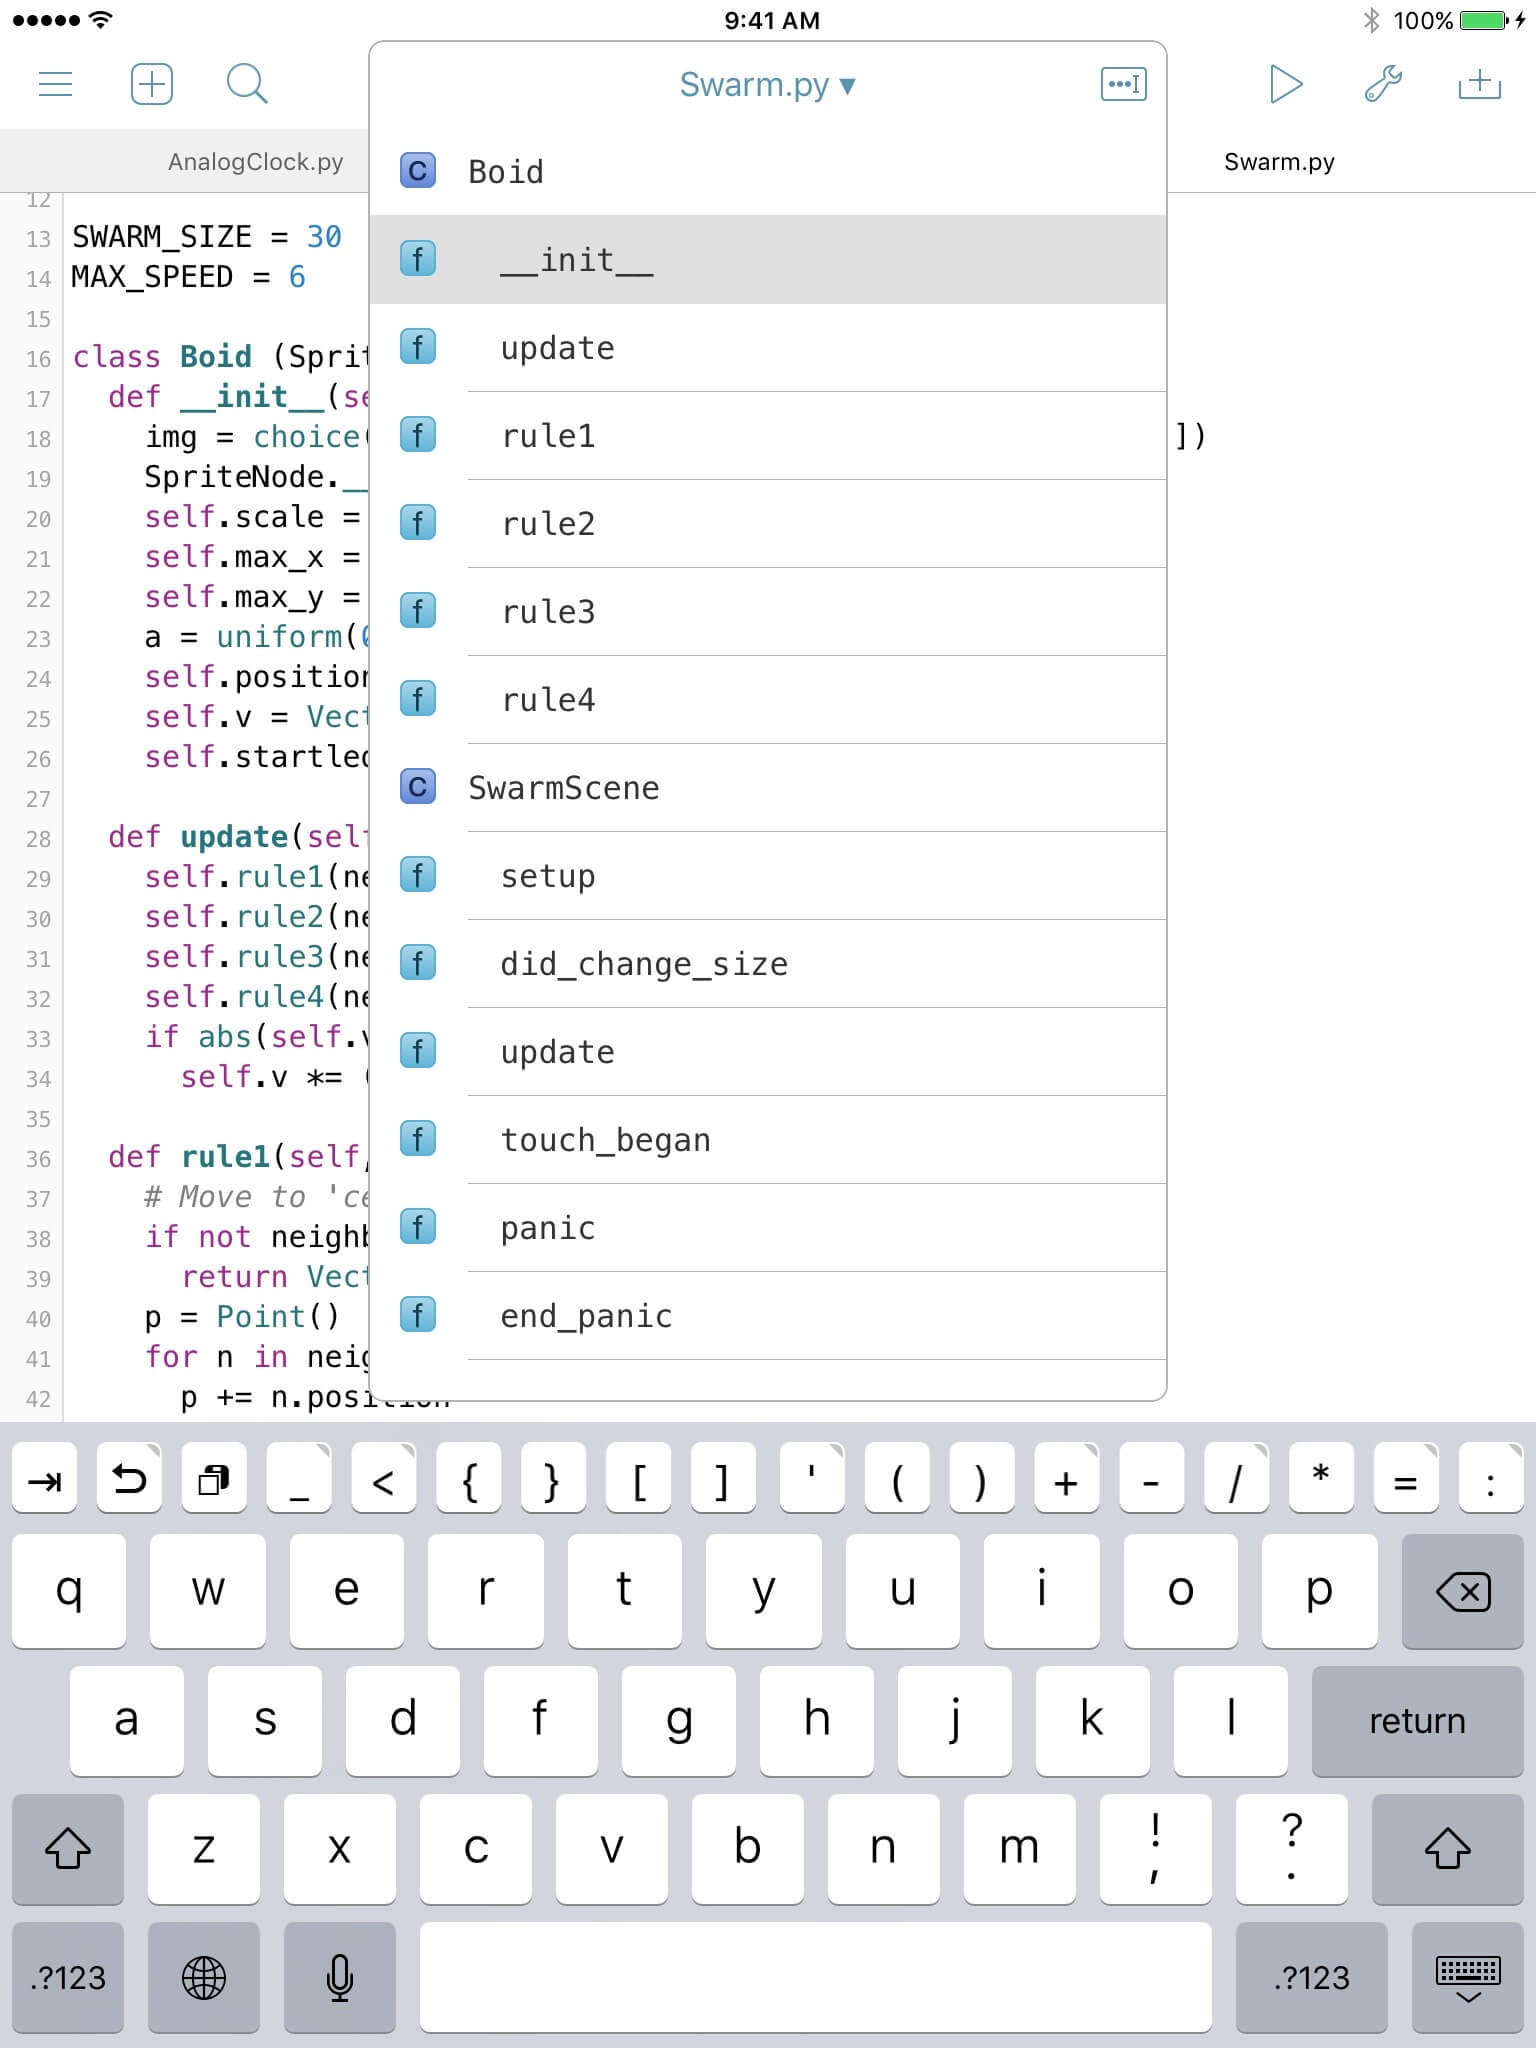 9:41 AM
100%
Swarm.py ▾
AnalogClock.py
Swarm.py
C Boid
f __init__
f update
f rule1
f rule2
f rule3
f rule4
C SwarmScene
f setup
f did_change_size
f update
f touch_began
f panic
f end_panic
12
13 SWARM_SIZE = 30
14 MAX_SPEED = 6
15
16 class Boid (Sprit
17 def __init__(se
18 img = choice( ])
19 SpriteNode.__
20 self.scale =
21 self.max_x =
22 self.max_y =
23 a = uniform(0
24 self.position
25 self.v = Vect
26 self.startled
27
28 def update(self
29 self.rule1(ne
30 self.rule2(ne
31 self.rule3(ne
32 self.rule4(ne
33 if abs(self.v
34 self.v *= (
35
36 def rule1(self,
37 # Move to 'ce
38 if not neighb
39 return Vect
40 p = Point()
41 for n in neig
42 p += n.position
_ < { } [ ] ' ( ) + - / * = :
q w e r t y u i o p
a s d f g h j k l return
z x c v b n m ! , ? .
.?123 .?123